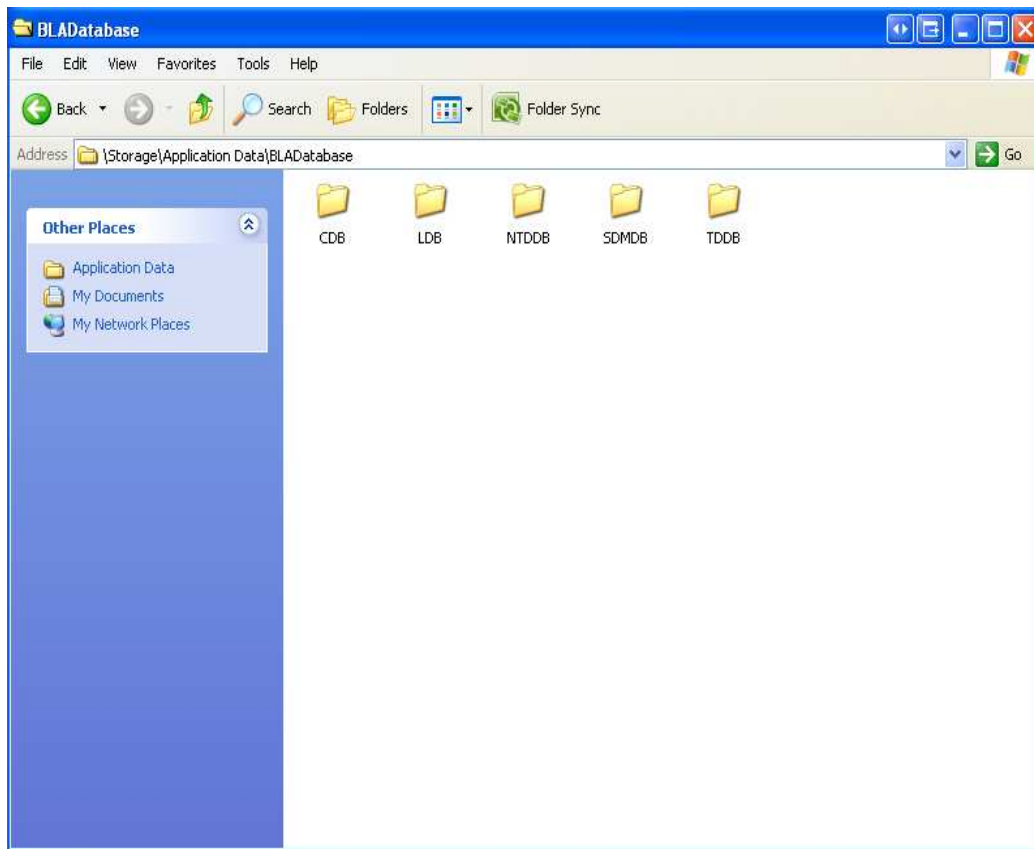 BLADatabase
File Edit View Favorites Tools Help
Back Search Folders Folder Sync
Address \Storage\Application Data\BLADatabase Go
Other Places
Application Data
My Documents
My Network Places
CDB LDB NTDDB SDMDB TDDB